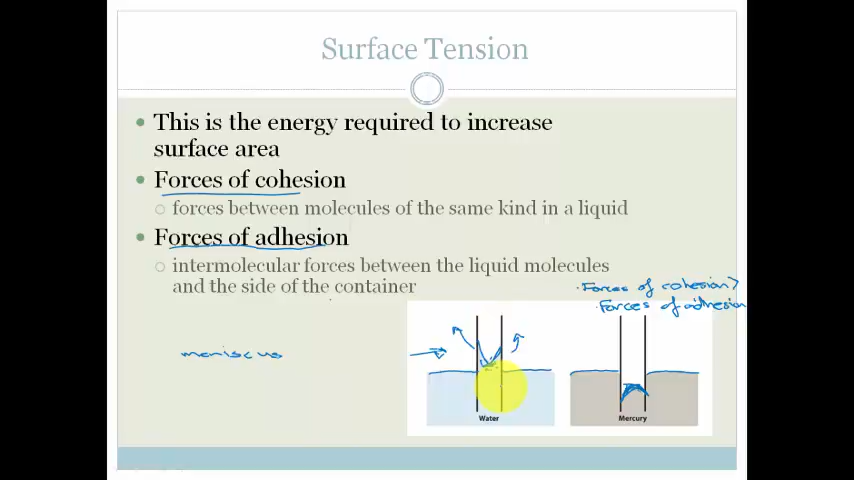 Surface Tension
This is the energy required to increase
surface area
Forces of cohesion
forces between molecules of the same kind in a liquid
Forces of adhesion
intermolecular forces between the liquid molecules
and the side of the container
Forces of cohesion >
Forces of adhesion
meniscus
Water
Mercury